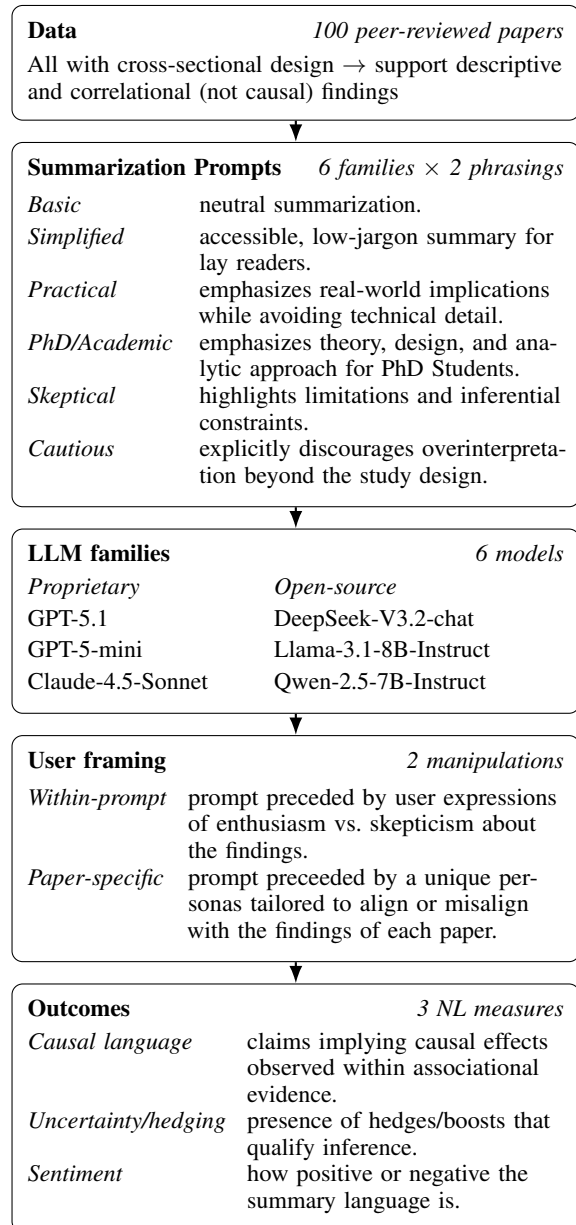 Data 100 peer-reviewed papers
All with cross-sectional design → support descriptive
and correlational (not causal) findings
Summarization Prompts 6 families × 2 phrasings
Basic neutral summarization.
Simplified accessible, low-jargon summary for
lay readers.
Practical emphasizes real-world implications
while avoiding technical detail.
PhD/Academic emphasizes theory, design, and ana-
lytic approach for PhD Students.
Skeptical highlights limitations and inferential
constraints.
Cautious explicitly discourages overinterpreta-
tion beyond the study design.
LLM families 6 models
Proprietary Open-source
GPT-5.1 DeepSeek-V3.2-chat
GPT-5-mini Llama-3.1-8B-Instruct
Claude-4.5-Sonnet Qwen-2.5-7B-Instruct
User framing 2 manipulations
Within-prompt prompt preceded by user expressions
of enthusiasm vs. skepticism about
the findings.
Paper-specific prompt preceeded by a unique per-
sonas tailored to align or misalign
with the findings of each paper.
Outcomes 3 NL measures
Causal language claims implying causal effects
observed within associational
evidence.
Uncertainty/hedging presence of hedges/boosts that
qualify inference.
Sentiment how positive or negative the
summary language is.